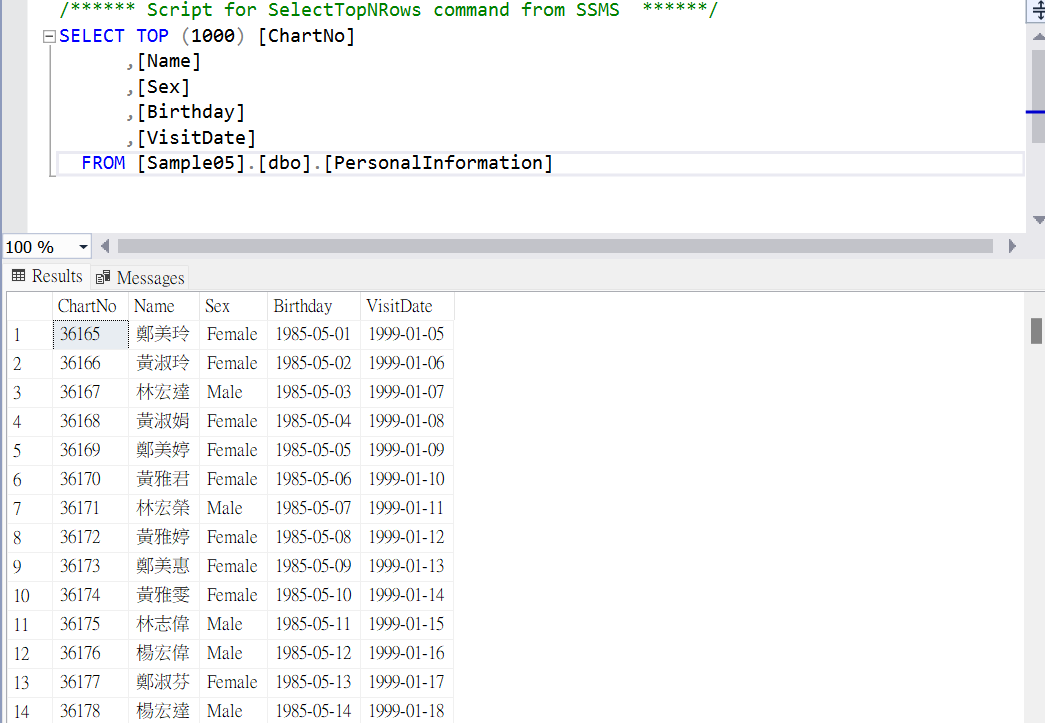 /****** Script for SelectTopNRows command from SSMS  ******/
SELECT TOP (1000) [ChartNo]
,[Name]
,[Sex]
,[Birthday]
,[VisitDate]
FROM [Sample05].[dbo].[PersonalInformation]
100 %
Results Messages
ChartNo Name Sex Birthday VisitDate
1 36165 鄭美玲 Female 1985-05-01 1999-01-05
2 36166 黃淑玲 Female 1985-05-02 1999-01-06
3 36167 林宏達 Male 1985-05-03 1999-01-07
4 36168 黃淑娟 Female 1985-05-04 1999-01-08
5 36169 鄭美婷 Female 1985-05-05 1999-01-09
6 36170 黃雅君 Female 1985-05-06 1999-01-10
7 36171 林宏榮 Male 1985-05-07 1999-01-11
8 36172 黃雅婷 Female 1985-05-08 1999-01-12
9 36173 鄭美惠 Female 1985-05-09 1999-01-13
10 36174 黃雅雯 Female 1985-05-10 1999-01-14
11 36175 林志偉 Male 1985-05-11 1999-01-15
12 36176 楊宏偉 Male 1985-05-12 1999-01-16
13 36177 鄭淑芬 Female 1985-05-13 1999-01-17
14 36178 楊宏達 Male 1985-05-14 1999-01-18